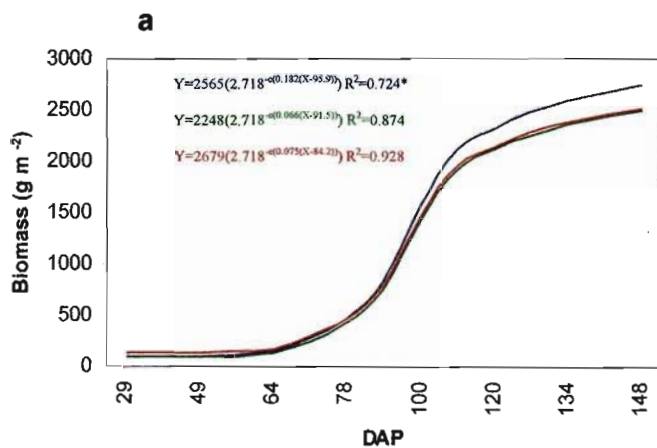 a
3000
2500
2000
1500
1000
500
0
Biomass (g m -2)
Y=2565(2.718-e(0.182(X-95.9)) R2=0.724*
Y=2248(2.718-e(0.066(X-91.5)) R2=0.874
Y=2679(2.718-e(0.075(X-84.2)) R2=0.928
29
49
64
78
100
120
134
148
DAP